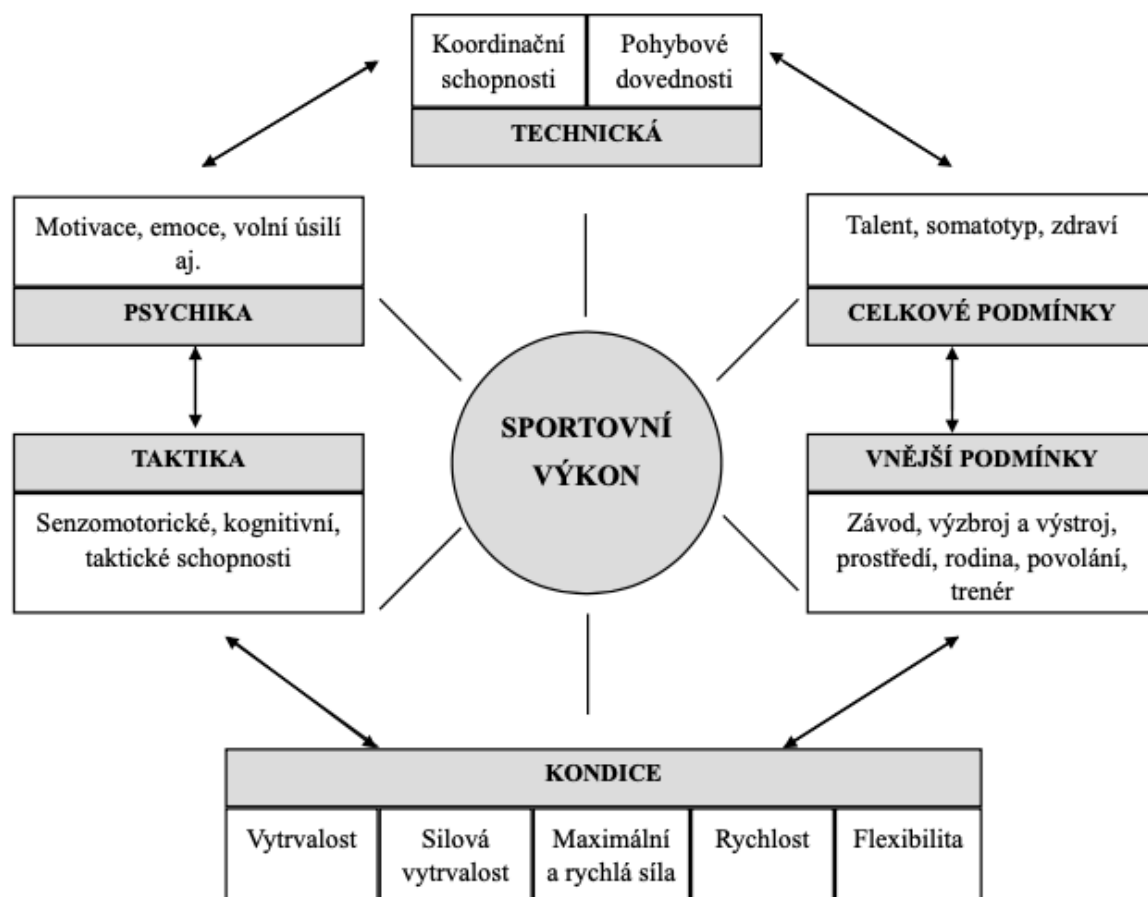 Koordinační
schopnosti
Pohybové
dovednosti
TECHNICKÁ
Motivace, emoce, volní úsilí
aj.
PSYCHIKA
Talent, somatotyp, zdraví
CELKOVÉ PODMÍNKY
SPORTOVNÍ
VÝKON
TAKTIKA
Senzomotorické, kognitivní,
taktické schopnosti
VNĚJŠÍ PODMÍNKY
Závod, výzbroj a výstroj,
prostředí, rodina, povolání,
trenér
KONDICE
Vytrvalost
Silová
vytrvalost
Maximální
a rychlá síla
Rychlost
Flexibilita